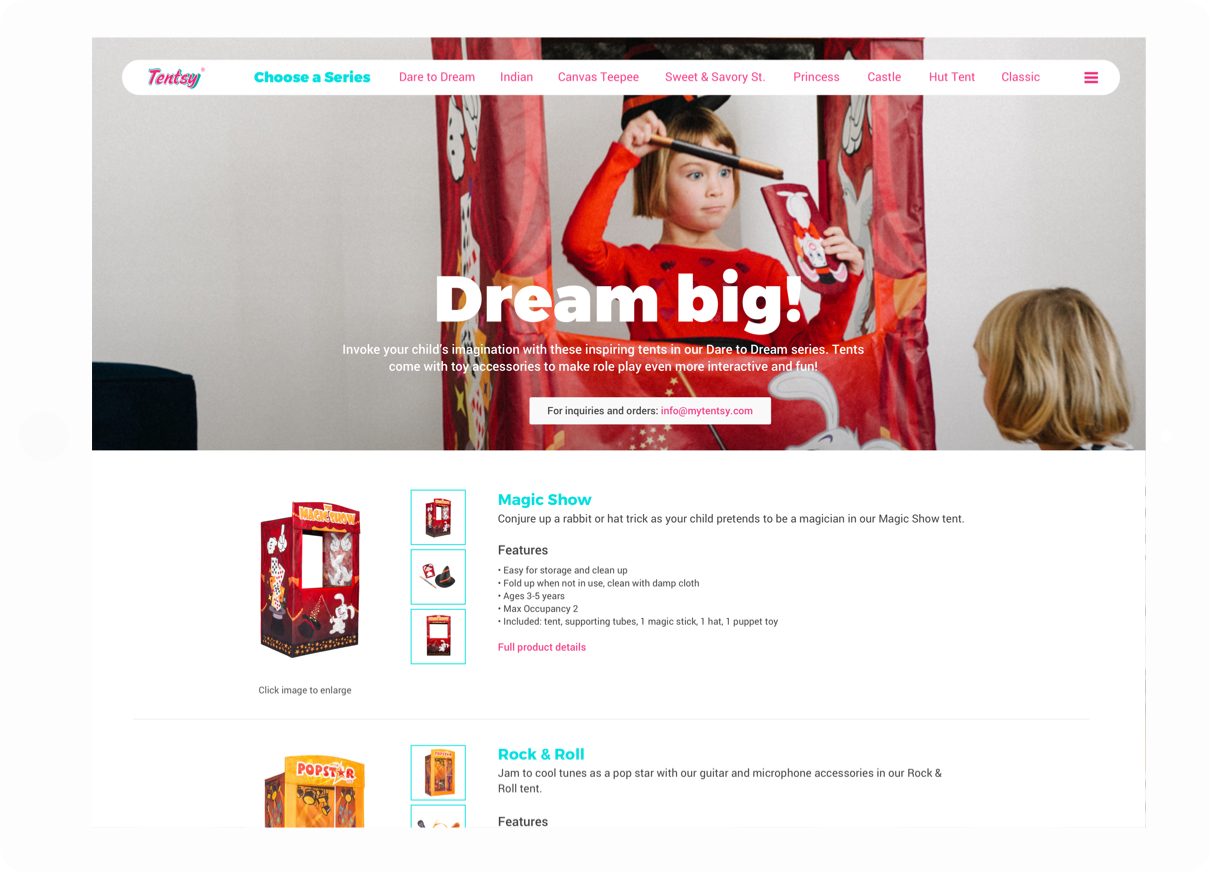 Tentsy®
Choose a Series
Dare to Dream
Indian
Canvas Teepee
Sweet & Savory St.
Princess
Castle
Hut Tent
Classic
Dream big!
Invoke your child's imagination with these inspiring tents in our Dare to Dream series. Tents
come with toy accessories to make role play even more interactive and fun!
For inquiries and orders: info@mytentsy.com
MAGIC SHOW
Magic Show
Conjure up a rabbit or hat trick as your child pretends to be a magician in our Magic Show tent.
Features
• Easy for storage and clean up
• Fold up when not in use, clean with damp cloth
• Ages 3-5 years
• Max Occupancy 2
• Included: tent, supporting tubes, 1 magic stick, 1 hat, 1 puppet toy
Full product details
Click image to enlarge
POPSTAR
Rock & Roll
Jam to cool tunes as a pop star with our guitar and microphone accessories in our Rock &
Roll tent.
Features